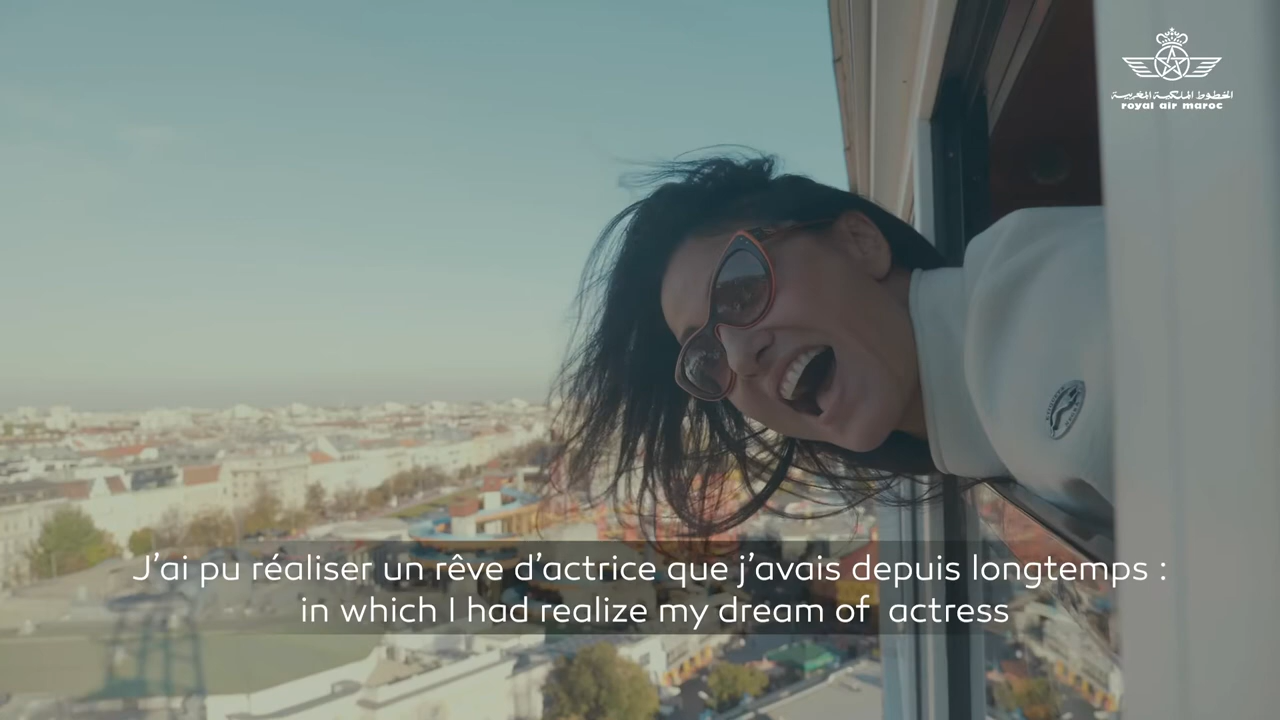 الخطوط الملكية المغربية
royal air maroc
J'ai pu réaliser un rêve d'actrice que j'avais depuis longtemps :
in which I had realize my dream of actress